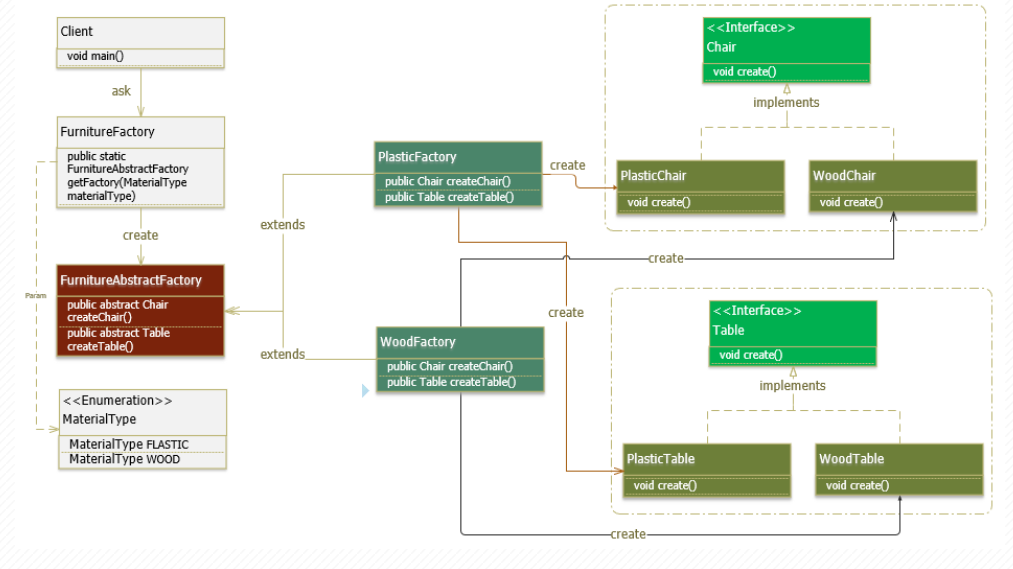 Client
void main()
ask
FurnitureFactory
public static
FurnitureAbstractFactory
getFactory(MaterialType
materialType)
create
Param
FurnitureAbstractFactory
public abstract Chair
createChair()
public abstract Table
createTable()
<<Enumeration>>
MaterialType
MaterialType FLASTIC
MaterialType WOOD
extends
extends
PlasticFactory
public Chair createChair()
public Table createTable()
WoodFactory
public Chair createChair()
public Table createTable()
create
create
create
create
<<Interface>>
Chair
void create()
implements
PlasticChair
void create()
WoodChair
void create()
<<Interface>>
Table
void create()
implements
PlasticTable
void create()
WoodTable
void create()